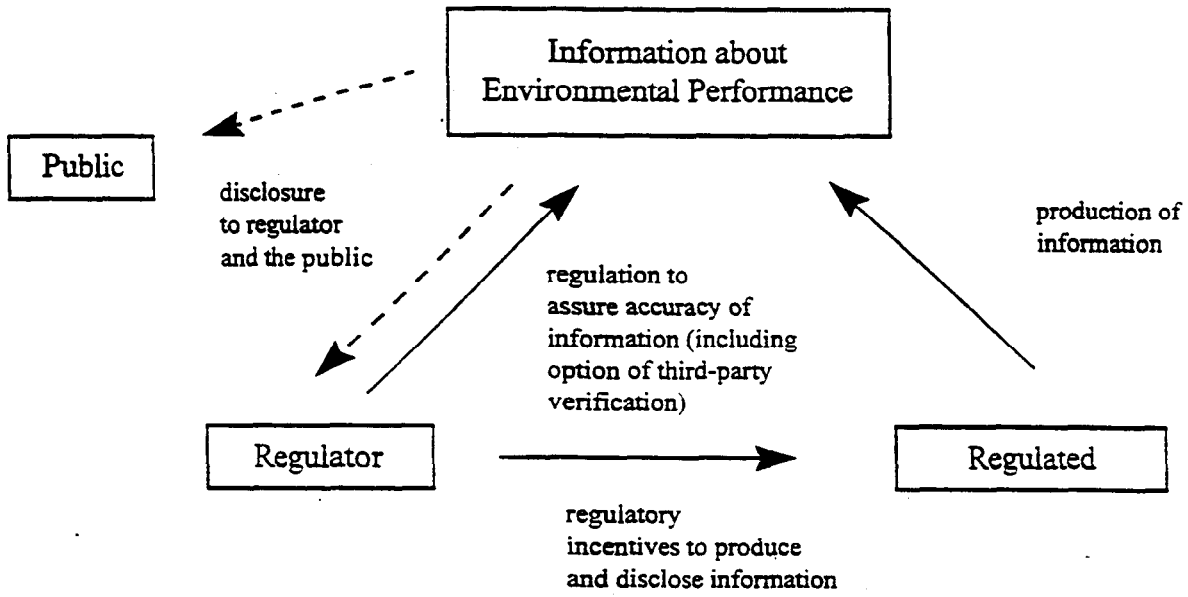 Information about
Environmental Performance
Public
disclosure
to regulator
and the public
production of
information
regulation to
assure accuracy of
information (including
option of third-party
verification)
Regulator
Regulated
regulatory
incentives to produce
and disclose information